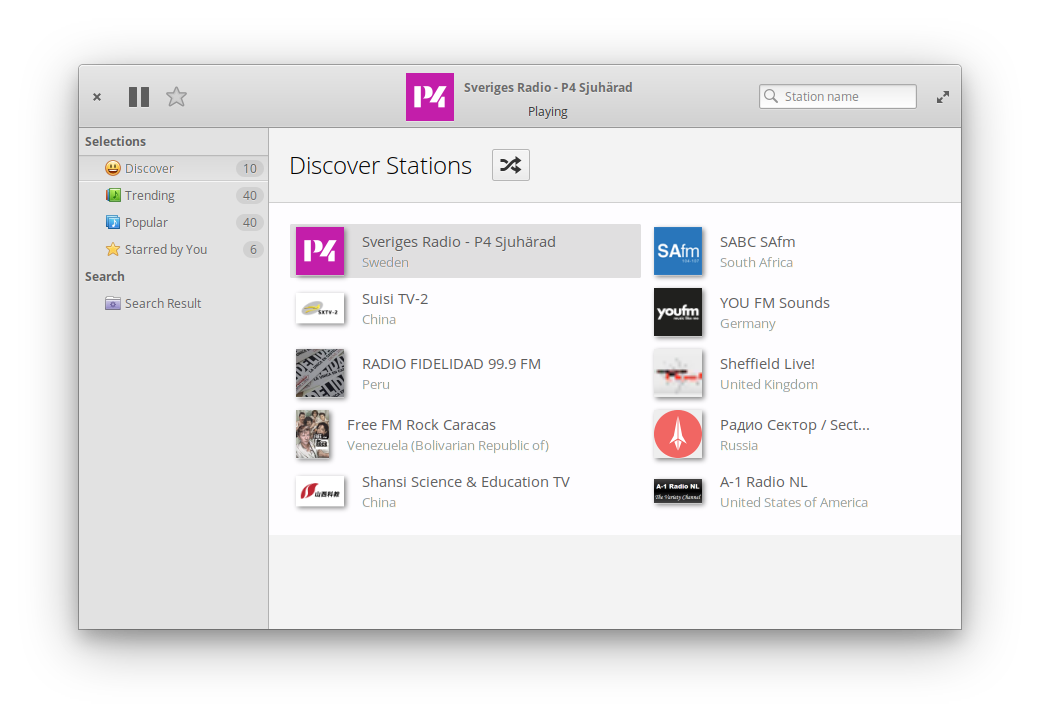 P4
Sveriges Radio - P4 Sjuhärad
Playing
Station name
Selections
Discover 10
Trending 40
Popular 40
Starred by You 6
Search
Search Result
Discover Stations
P4
Sveriges Radio - P4 Sjuhärad
Sweden
SAfm
SABC SAfm
South Africa
SXTV-2
Suisi TV-2
China
youfm
YOU FM Sounds
Germany
RADIO FIDELIDAD 99.9 FM
Peru
Sheffield Live!
United Kingdom
Free FM Rock Caracas
Venezuela (Bolivarian Republic of)
Радио Сектор / Sect...
Russia
山西科教
Shansi Science & Education TV
China
A-1 Radio NL
The Variety Channel
A-1 Radio NL
United States of America